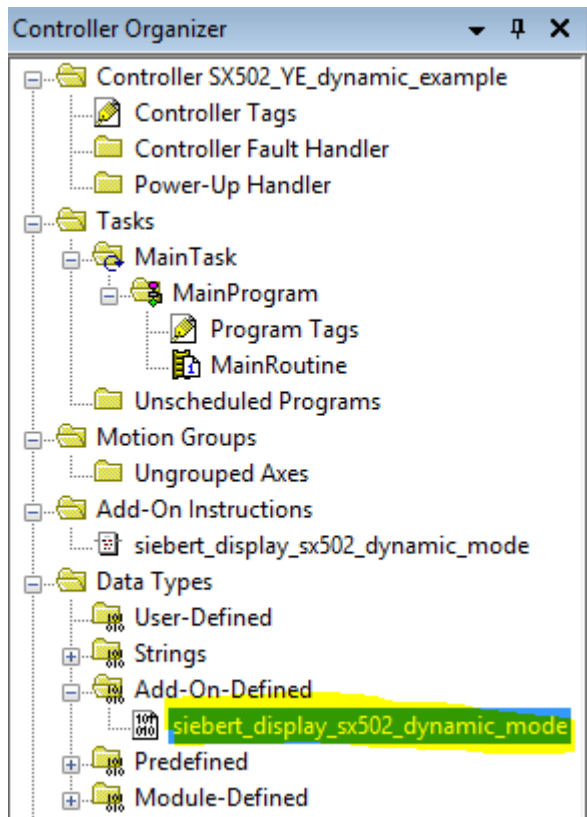 Controller Organizer
Controller SX502_YE_dynamic_example
Controller Tags
Controller Fault Handler
Power-Up Handler
Tasks
MainTask
MainProgram
Program Tags
MainRoutine
Unscheduled Programs
Motion Groups
Ungrouped Axes
Add-On Instructions
siebert_display_sx502_dynamic_mode
Data Types
User-Defined
Strings
Add-On-Defined
siebert_display_sx502_dynamic_mode
Predefined
Module-Defined